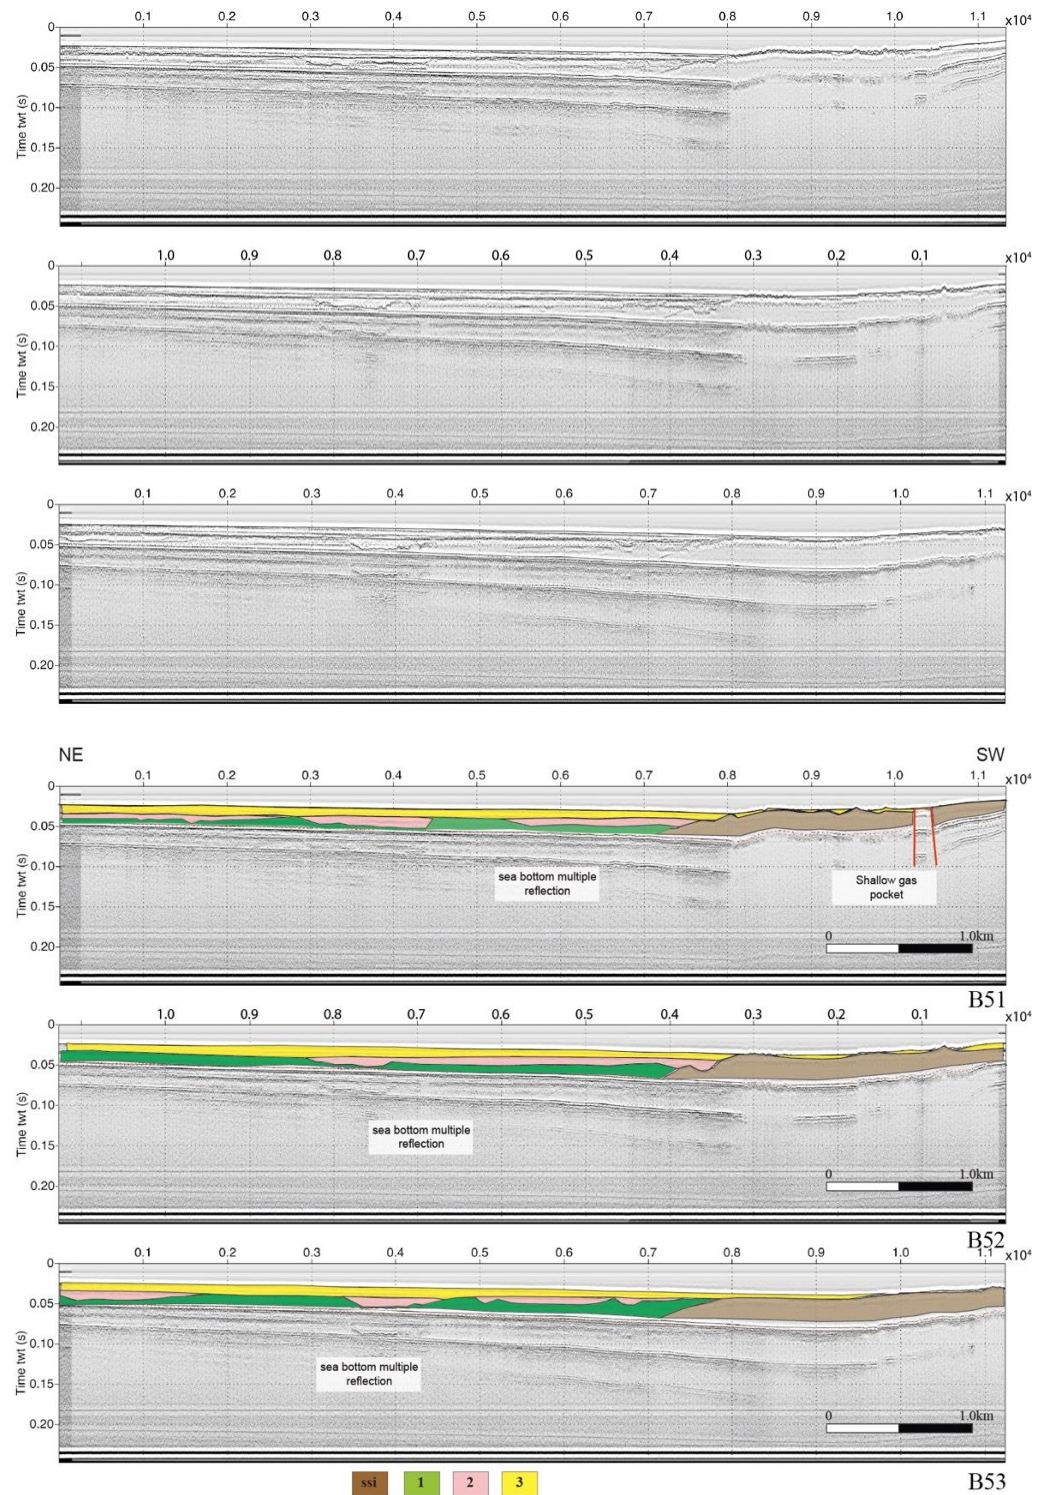 0.1 0.2 0.3 0.4 0.5 0.6 0.7 0.8 0.9 1.0 1.1 x10⁴
0
0.05
0.10
0.15
0.20
Time twt (s)
1.0 0.9 0.8 0.7 0.6 0.5 0.4 0.3 0.2 0.1
0
0.05
0.10
0.15
0.20
Time twt (s)
0.1 0.2 0.3 0.4 0.5 0.6 0.7 0.8 0.9 1.0 1.1 x10⁴
0
0.05
0.10
0.15
0.20
Time twt (s)
NE SW
0.1 0.2 0.3 0.4 0.5 0.6 0.7 0.8 0.9 1.0 1.1 x10⁴
0
0.05
0.10
0.15
0.20
Time twt (s)
sea bottom multiple
reflection
Shallow gas
pocket
0 1.0km
B51
1.0 0.9 0.8 0.7 0.6 0.5 0.4 0.3 0.2 0.1 x10⁴
0
0.05
0.10
0.15
0.20
Time twt (s)
sea bottom multiple
reflection
0 1.0km
B52
0.1 0.2 0.3 0.4 0.5 0.6 0.7 0.8 0.9 1.0 1.1 x10⁴
0
0.05
0.10
0.15
0.20
Time twt (s)
sea bottom multiple
reflection
0 1.0km
B53
ssi 1 2 3